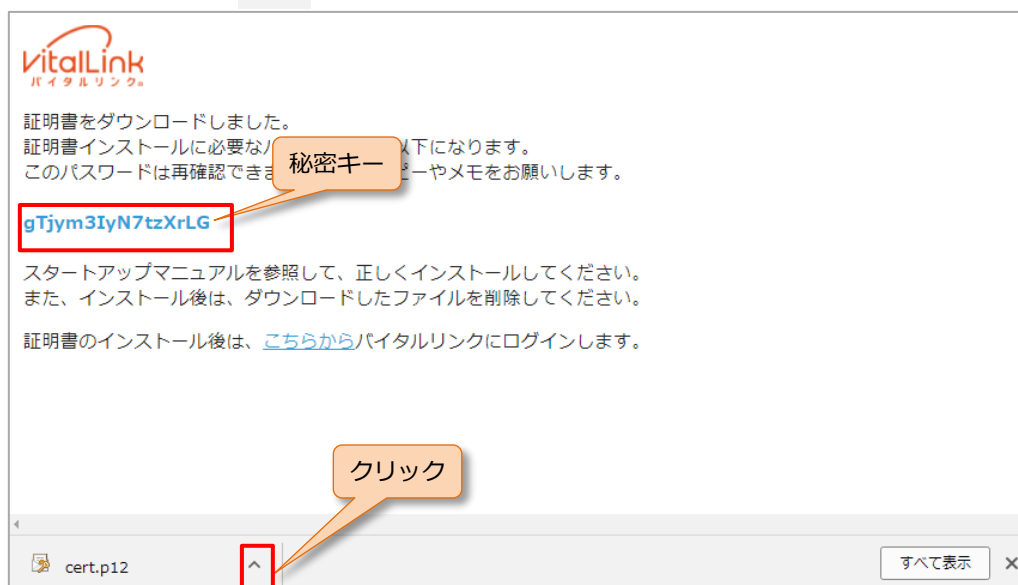 VitalLink
バイタルリンク®
証明書をダウンロードしました。
証明書インストールに必要な 以下になります。
このパスワードは再確認でき ピーやメモをお願いします。
秘密キー
gTjym3IyN7tzXrLG
スタートアップマニュアルを参照して、正しくインストールしてください。
また、インストール後は、ダウンロードしたファイルを削除してください。
証明書のインストール後は、こちらからバイタルリンクにログインします。
クリック
cert.p12
すべて表示